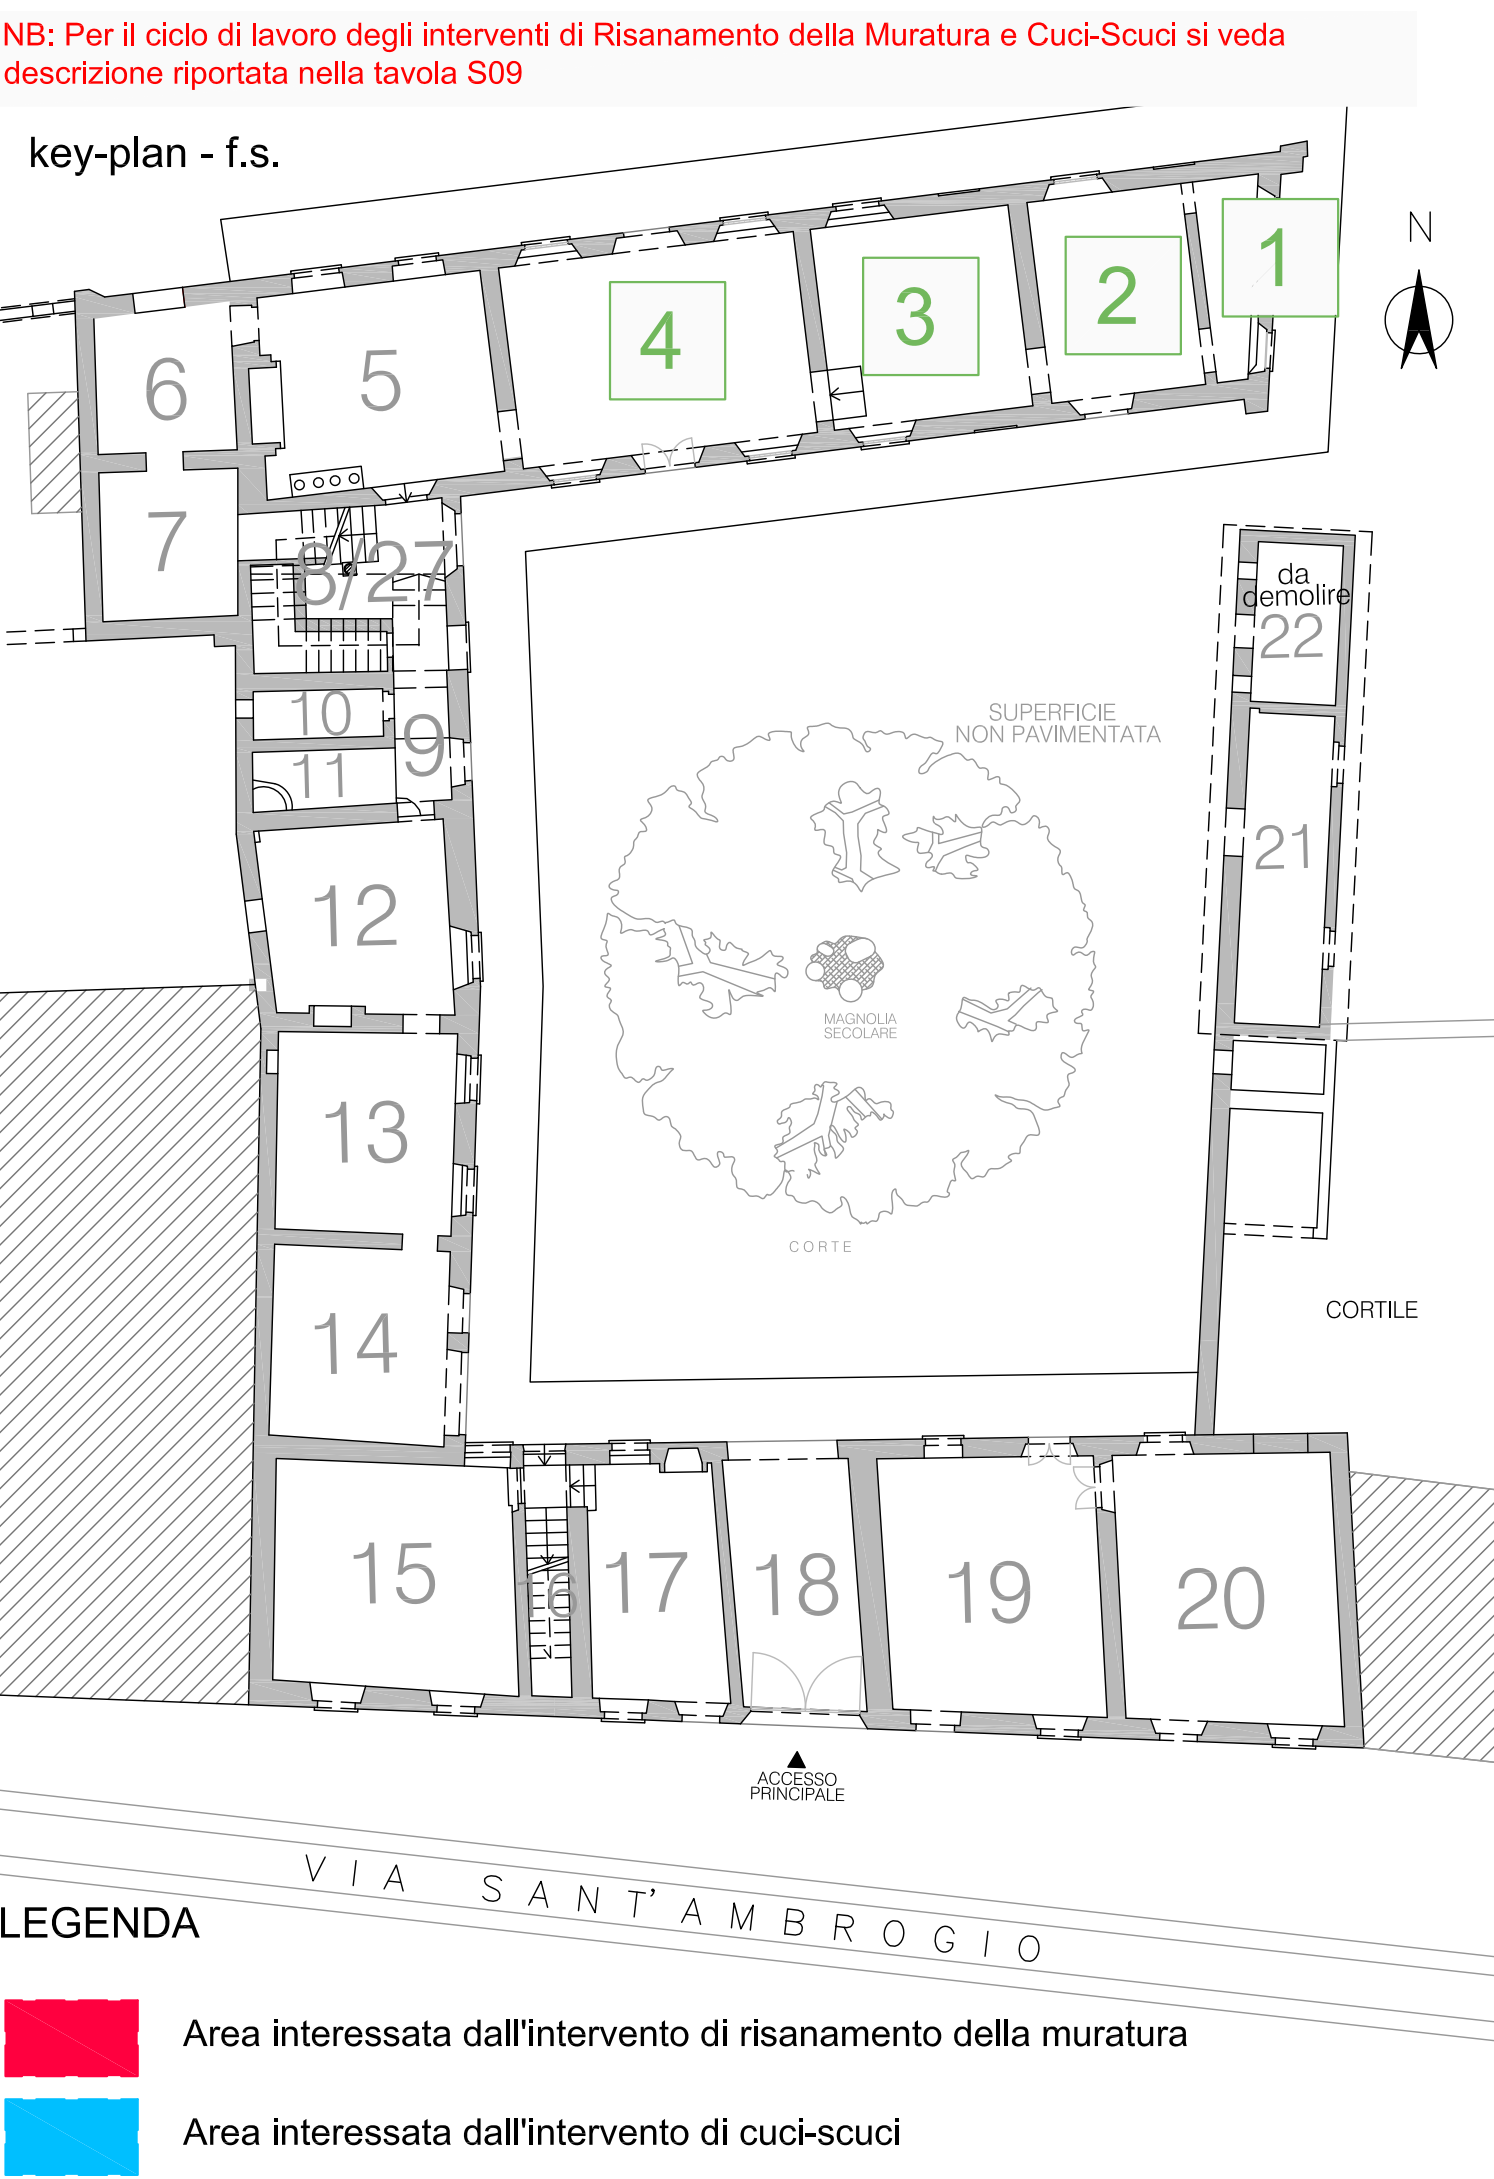 NB: Per il ciclo di lavoro degli interventi di Risanamento della Muratura e Cuci-Scuci si veda
descrizione riportata nella tavola S09
key-plan - f.s.
N
1
2
3
4
5
6
7
8/27
da
demolire
22
10
9
11
SUPERFICIE
NON PAVIMENTATA
21
12
MAGNOLIA
SECOLARE
13
CORTE
14
CORTILE
15
16
17
18
19
20
ACCESSO
PRINCIPALE
VIA SANT'AMBROGIO
LEGENDA
Area interessata dall'intervento di risanamento della muratura
Area interessata dall'intervento di cuci-scuci